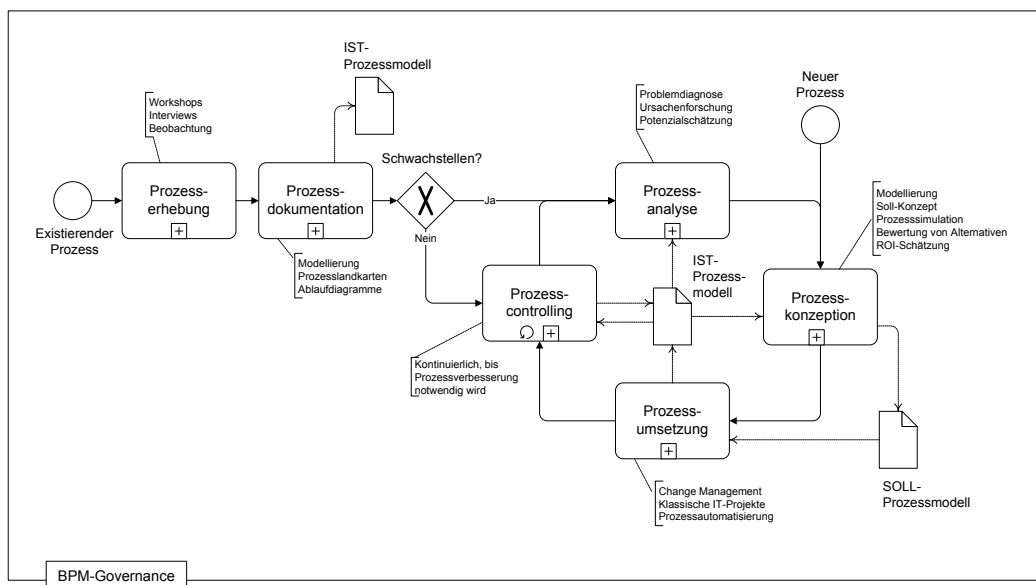 IST-
Prozessmodell
Workshops
Interviews
Beobachtung
Problemdiagnose
Ursachenforschung
Potenzialschätzung
Neuer
Prozess
Schwachstellen?
Prozess-
erhebung
Prozess-
dokumentation
Ja
Prozess-
analyse
Existierender
Prozess
Nein
Modellierung
Soll-Konzept
Prozesssimulation
Bewertung von Alternativen
ROI-Schätzung
Modellierung
Prozesslandkarten
Ablaufdiagramme
IST-
Prozess-
modell
Prozess-
controlling
Prozess-
konzeption
Kontinuierlich, bis
Prozessverbesserung
notwendig wird
Prozess-
umsetzung
SOLL-
Prozessmodell
Change Management
Klassische IT-Projekte
Prozessautomatisierung
BPM-Governance